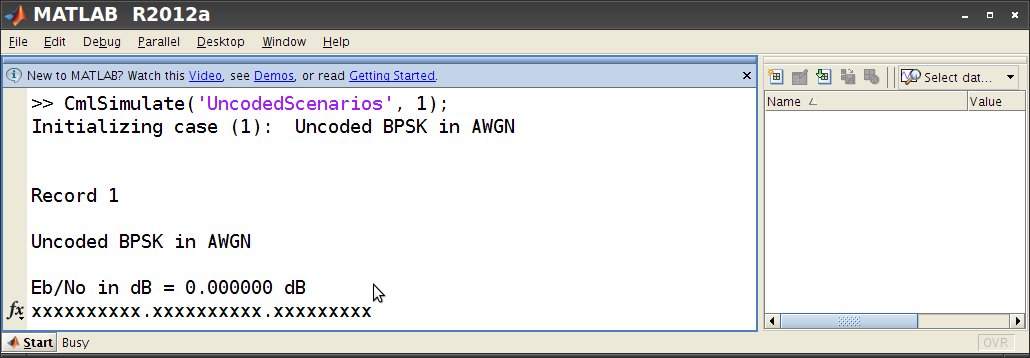 MATLAB R2012a
File Edit Debug Parallel Desktop Window Help
New to MATLAB? Watch this Video, see Demos, or read Getting Started.
Select dat...
Name Value
>> CmlSimulate('UncodedScenarios', 1);
Initializing case (1):  Uncoded BPSK in AWGN
Record 1
Uncoded BPSK in AWGN
Eb/No in dB = 0.000000 dB
fx xxxxxxxxxx.xxxxxxxxxx.xxxxxxxxx
Start Busy OVR